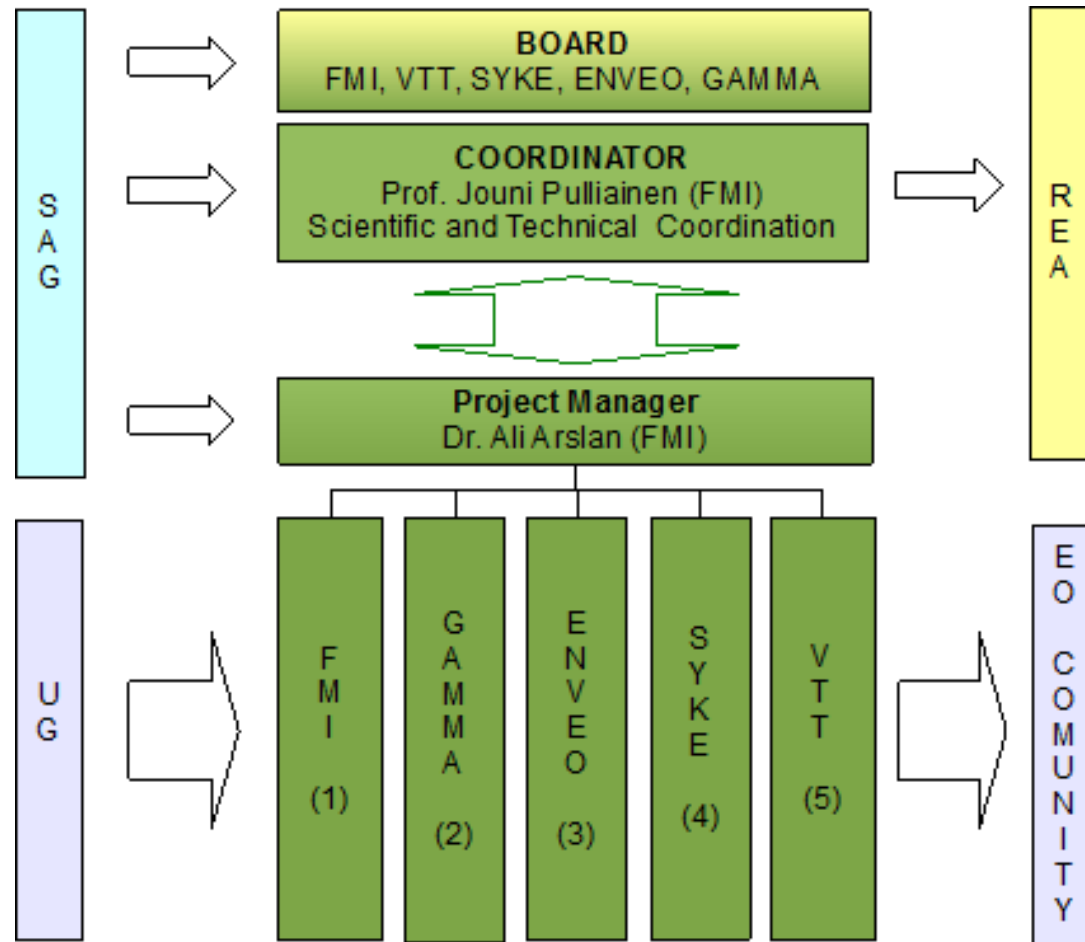 SAG
BOARD
FMI, VTT, SYKE, ENVEO, GAMMA
COORDINATOR
Prof. Jouni Pulliainen (FMI)
Scientific and Technical Coordination
REA
Project Manager
Dr. Ali Arslan (FMI)
UG
FMI
(1)
GAMMA
(2)
ENVEO
(3)
SYKE
(4)
VTT
(5)
EO COMUNITY